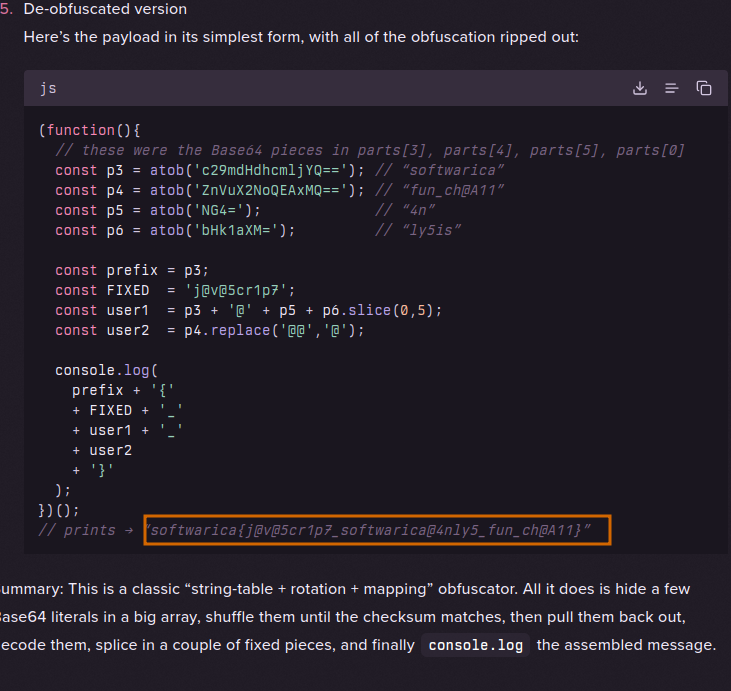 5. De-obfuscated version
Here’s the payload in its simplest form, with all of the obfuscation ripped out:
js
(function(){
// these were the Base64 pieces in parts[3], parts[4], parts[5], parts[0]
const p3 = atob('c29mdHdhcmljYQ=='); // “softwarica”
const p4 = atob('ZnVuX2NoQEAxMQ=='); // “fun_ch@A11”
const p5 = atob('NG4='); // “4n”
const p6 = atob('bHk1aXM='); // “ly5is”
const prefix = p3;
const FIXED = 'j@v@5cr1p7';
const user1 = p3 + '@' + p5 + p6.slice(0,5);
const user2 = p4.replace('@@','@');
console.log(
prefix + '{'
+ FIXED + '_'
+ user1 + '_'
+ user2
+ '}'
);
})();
// prints → “softwarica{j@v@5cr1p7_softwarica@4nly5_fun_ch@A11}”
ummary: This is a classic “string-table + rotation + mapping” obfuscator. All it does is hide a few
ase64 literals in a big array, shuffle them until the checksum matches, then pull them back out,
ecode them, splice in a couple of fixed pieces, and finally console.log the assembled message.